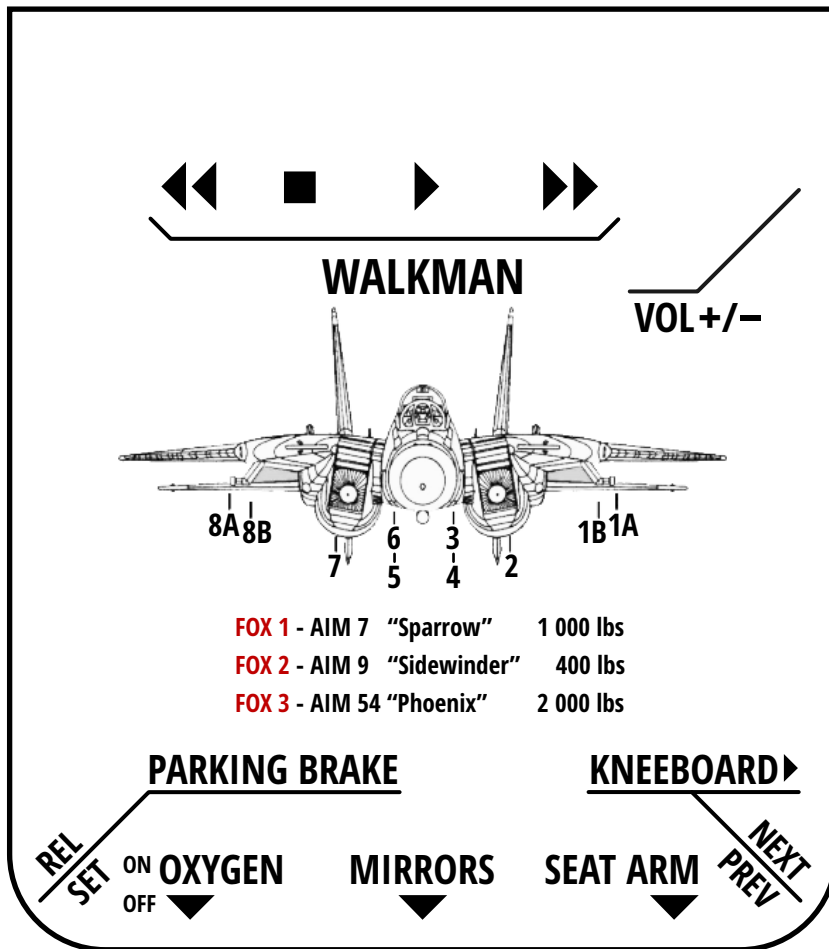 WALKMAN
VOL+/−
8A 8B 7 6 3 2 1B 1A
5 4
FOX 1 - AIM 7 “Sparrow” 1 000 lbs
FOX 2 - AIM 9 “Sidewinder” 400 lbs
FOX 3 - AIM 54 “Phoenix” 2 000 lbs
PARKING BRAKE
KNEEBOARD
REL
SET
ON
OFF
OXYGEN
MIRRORS
SEAT ARM
NEXT
PREV